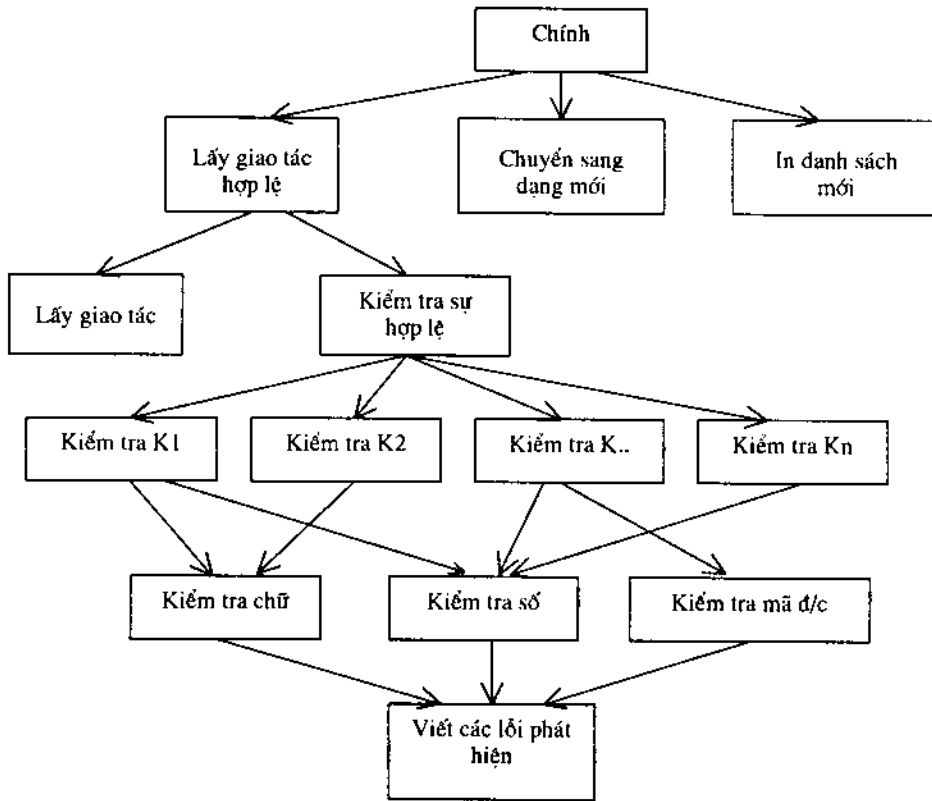 Chính
Lấy giao tác
hợp lệ
Chuyển sang
dạng mới
In danh sách
mới
Lấy giao tác
Kiểm tra sự
hợp lệ
Kiểm tra K1
Kiểm tra K2
Kiểm tra K..
Kiểm tra Kn
Kiểm tra chữ
Kiểm tra số
Kiểm tra mã đ/c
Viết các lỗi phát
hiện